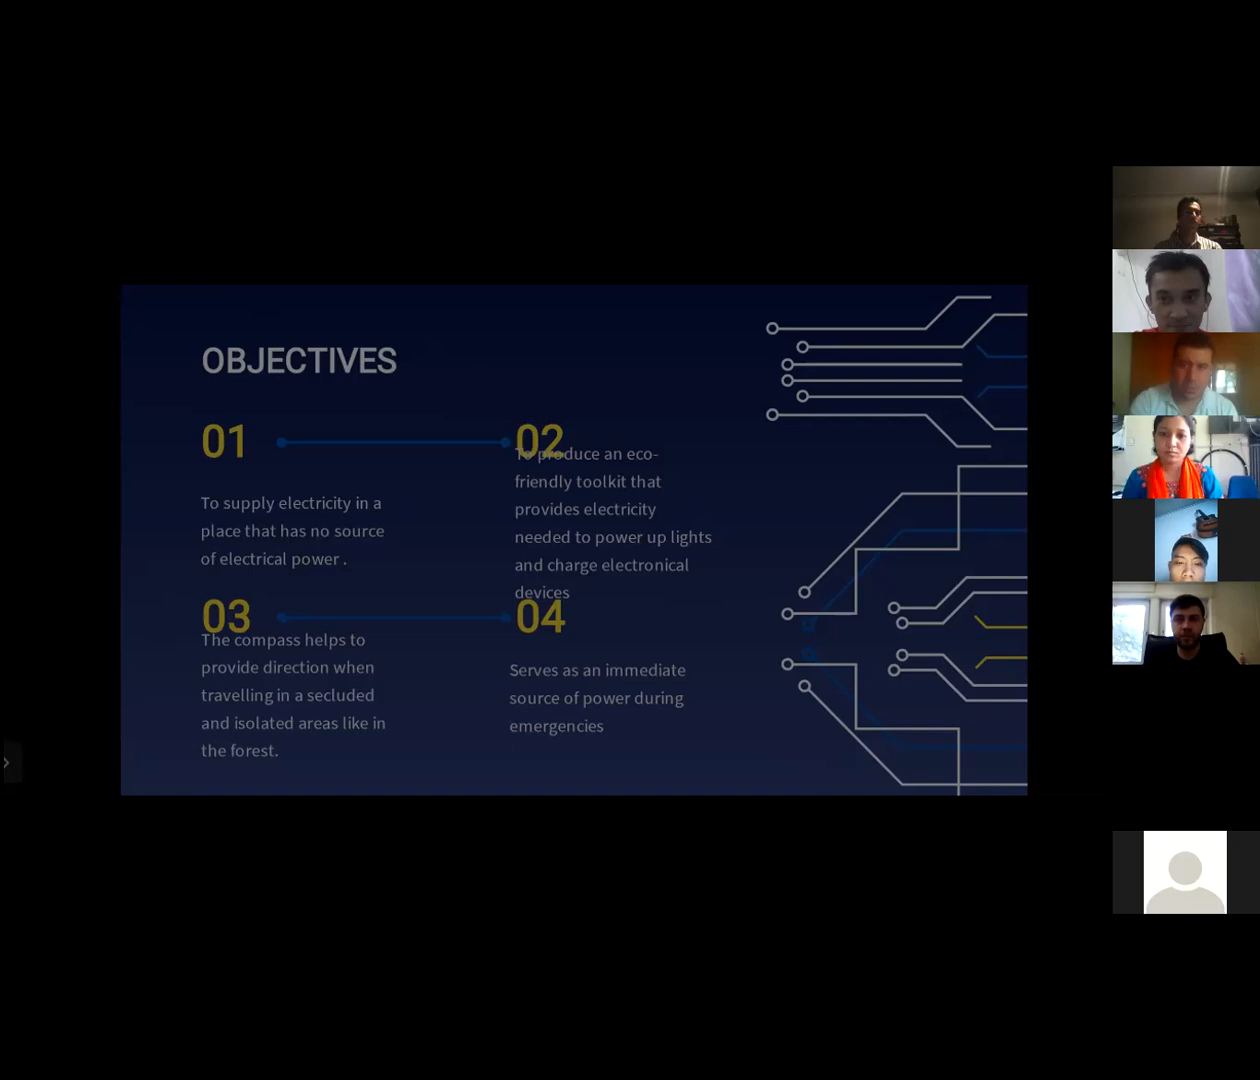 OBJECTIVES
01
To supply electricity in a
place that has no source
of electrical power .
02
To produce an eco-
friendly toolkit that
provides electricity
needed to power up lights
and charge electronical
devices
03
The compass helps to
provide direction when
travelling in a secluded
and isolated areas like in
the forest.
04
Serves as an immediate
source of power during
emergencies